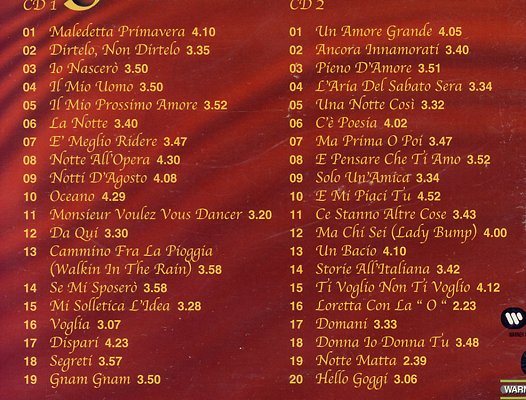 CD 1
01 Maledetta Primavera 4.10
02 Dirtelo, Non Dirtelo 3.35
03 Io Nascerò 3.50
04 Il Mio Uomo 3.50
05 Il Mio Prossimo Amore 3.52
06 La Notte 3.40
07 E' Meglio Ridere 3.47
08 Notte All'Opera 4.30
09 Notti D'Agosto 4.08
10 Oceano 4.29
11 Monsieur Voulez Vous Dancer 3.20
12 Da Qui 3.30
13 Cammino Fra La Pioggia
(Walkin In The Rain) 3.58
14 Se Mi Sposerò 3.58
15 Mi Solletica L'Idea 3.28
16 Voglia 3.07
17 Dispari 4.23
18 Segreti 3.57
19 Gnam Gnam 3.50
CD 2
01 Un Amore Grande 4.05
02 Ancora Innamorati 3.40
03 Pieno D'Amore 3.51
04 L'Aria Del Sabato Sera 3.34
05 Una Notte Così 3.32
06 C'è Poesia 4.02
07 Ma Prima O Poi 3.47
08 E Pensare Che Ti Amo 3.52
09 Solo Un'Amica 3.34
10 E Mi Piaci Tu 4.52
11 Ce Stanno Altre Cose 3.43
12 Ma Chi Sei (Lady Bump) 4.00
13 Un Bacio 4.10
14 Storie All'Italiana 3.42
15 Ti Voglio Non Ti Voglio 4.12
16 Loretta Con La " O " 2.23
17 Domani 3.33
18 Donna Io Donna Tu 3.48
19 Notte Matta 2.39
20 Hello Goggi 3.06